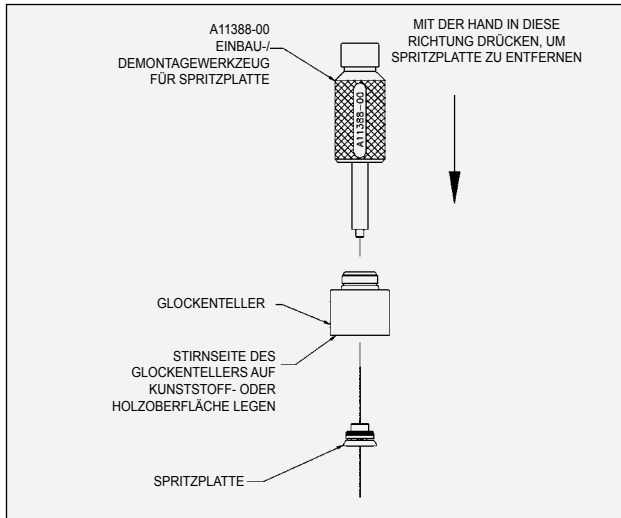 A11388-00
EINBAU-/
DEMONTAGEWERKZEUG
FÜR SPRITZPLATTE
MIT DER HAND IN DIESE
RICHTUNG DRÜCKEN, UM
SPRITZPLATTE ZU ENTFERNEN
A11388-00
GLOCKENTELLER
STIRNSEITE DES
GLOCKENTELLERS AUF
KUNSTSTOFF- ODER
HOLZOBERFLÄCHE LEGEN
SPRITZPLATTE